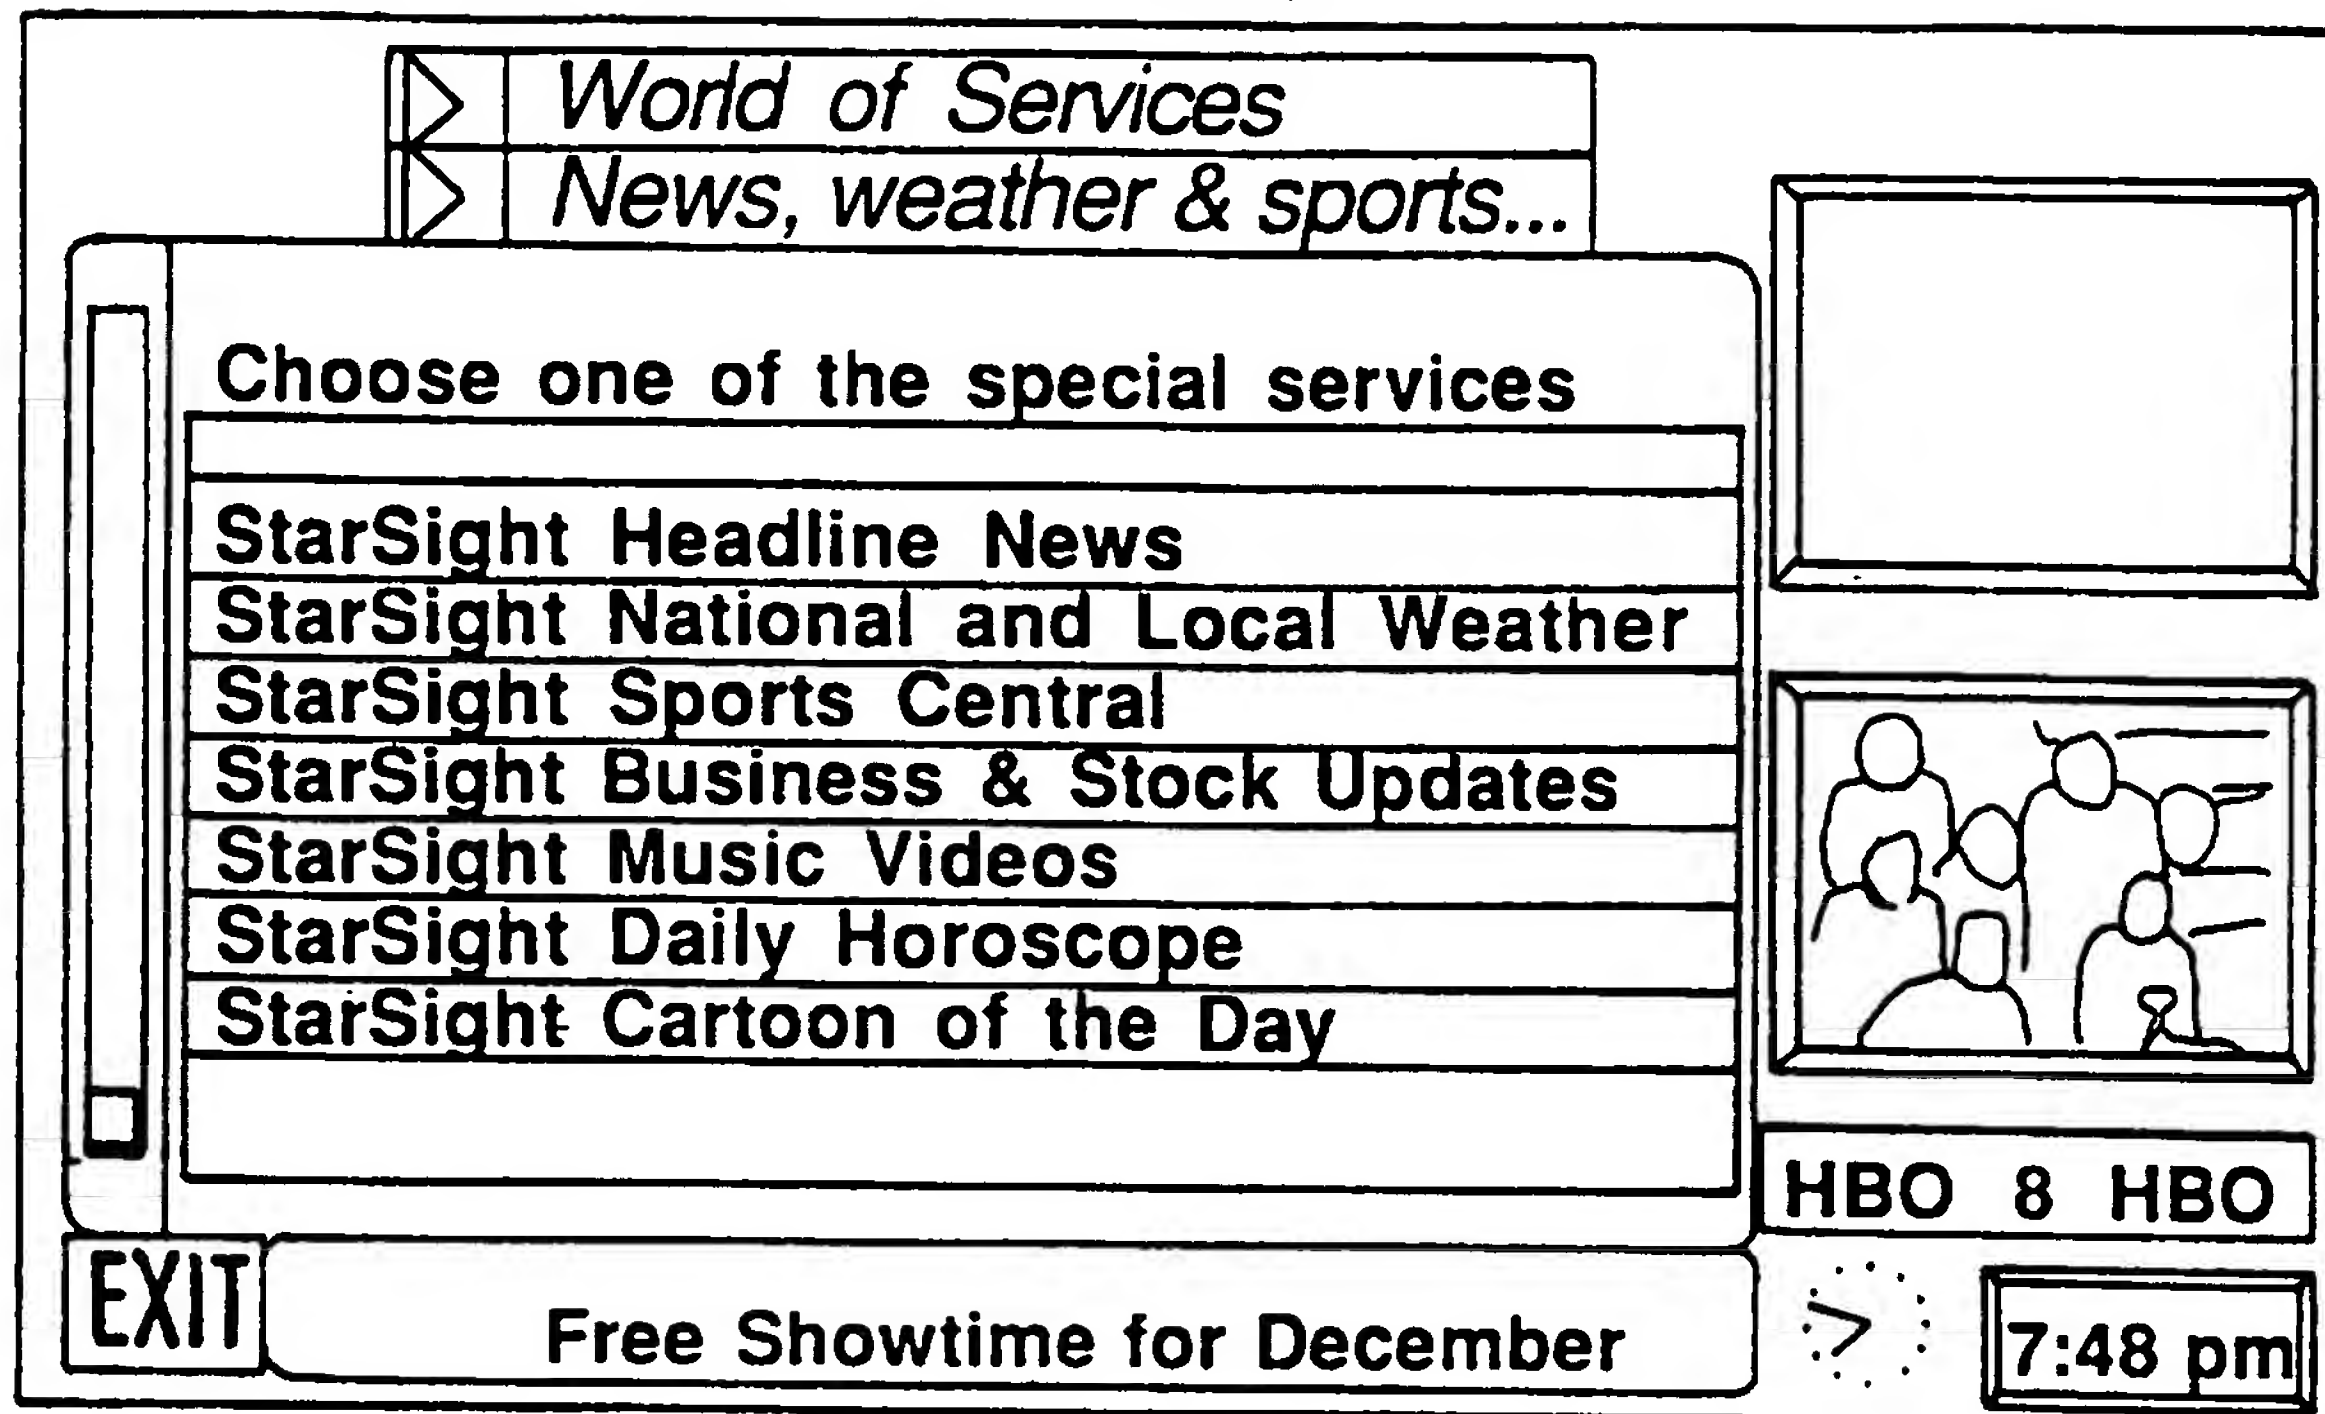 World of Services
News, weather & sports...
Choose one of the special services
StarSight Headline News
StarSight National and Local Weather
StarSight Sports Central
StarSight Business & Stock Updates
StarSight Music Videos
StarSight Daily Horoscope
StarSight Cartoon of the Day
HBO 8 HBO
EXIT
Free Showtime for December
7:48 pm